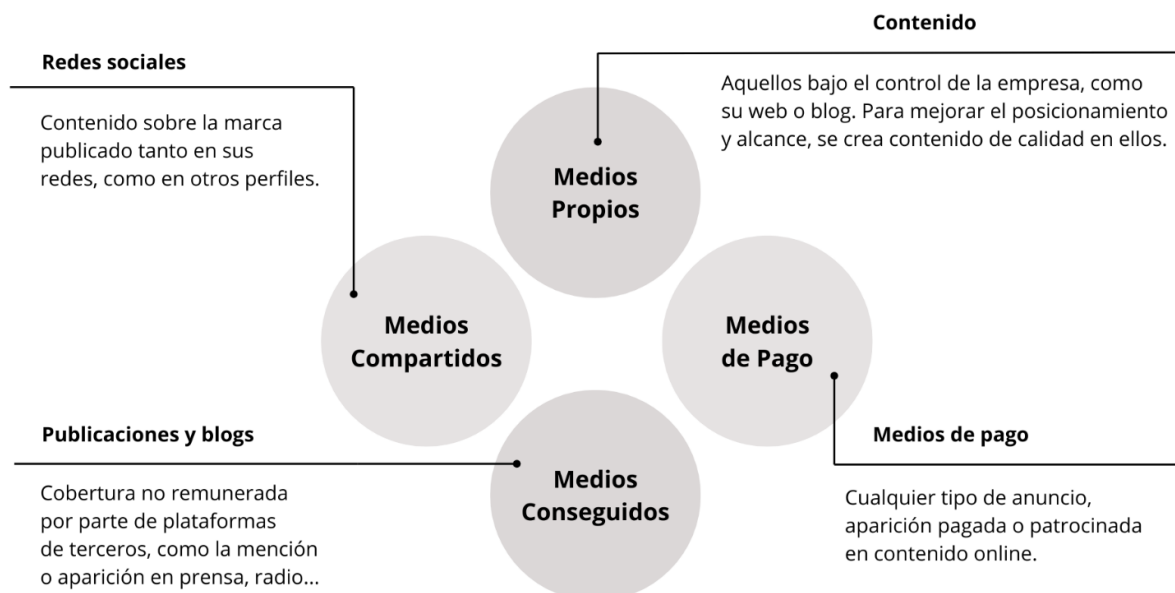 Contenido
Aquellos bajo el control de la empresa, como
su web o blog. Para mejorar el posicionamiento
y alcance, se crea contenido de calidad en ellos.
Redes sociales
Contenido sobre la marca
publicado tanto en sus
redes, como en otros perfiles.
Medios
Propios
Medios
Compartidos
Medios
de Pago
Medios
Conseguidos
Publicaciones y blogs
Cobertura no remunerada
por parte de plataformas
de terceros, como la mención
o aparición en prensa, radio...
Medios de pago
Cualquier tipo de anuncio,
aparición pagada o patrocinada
en contenido online.